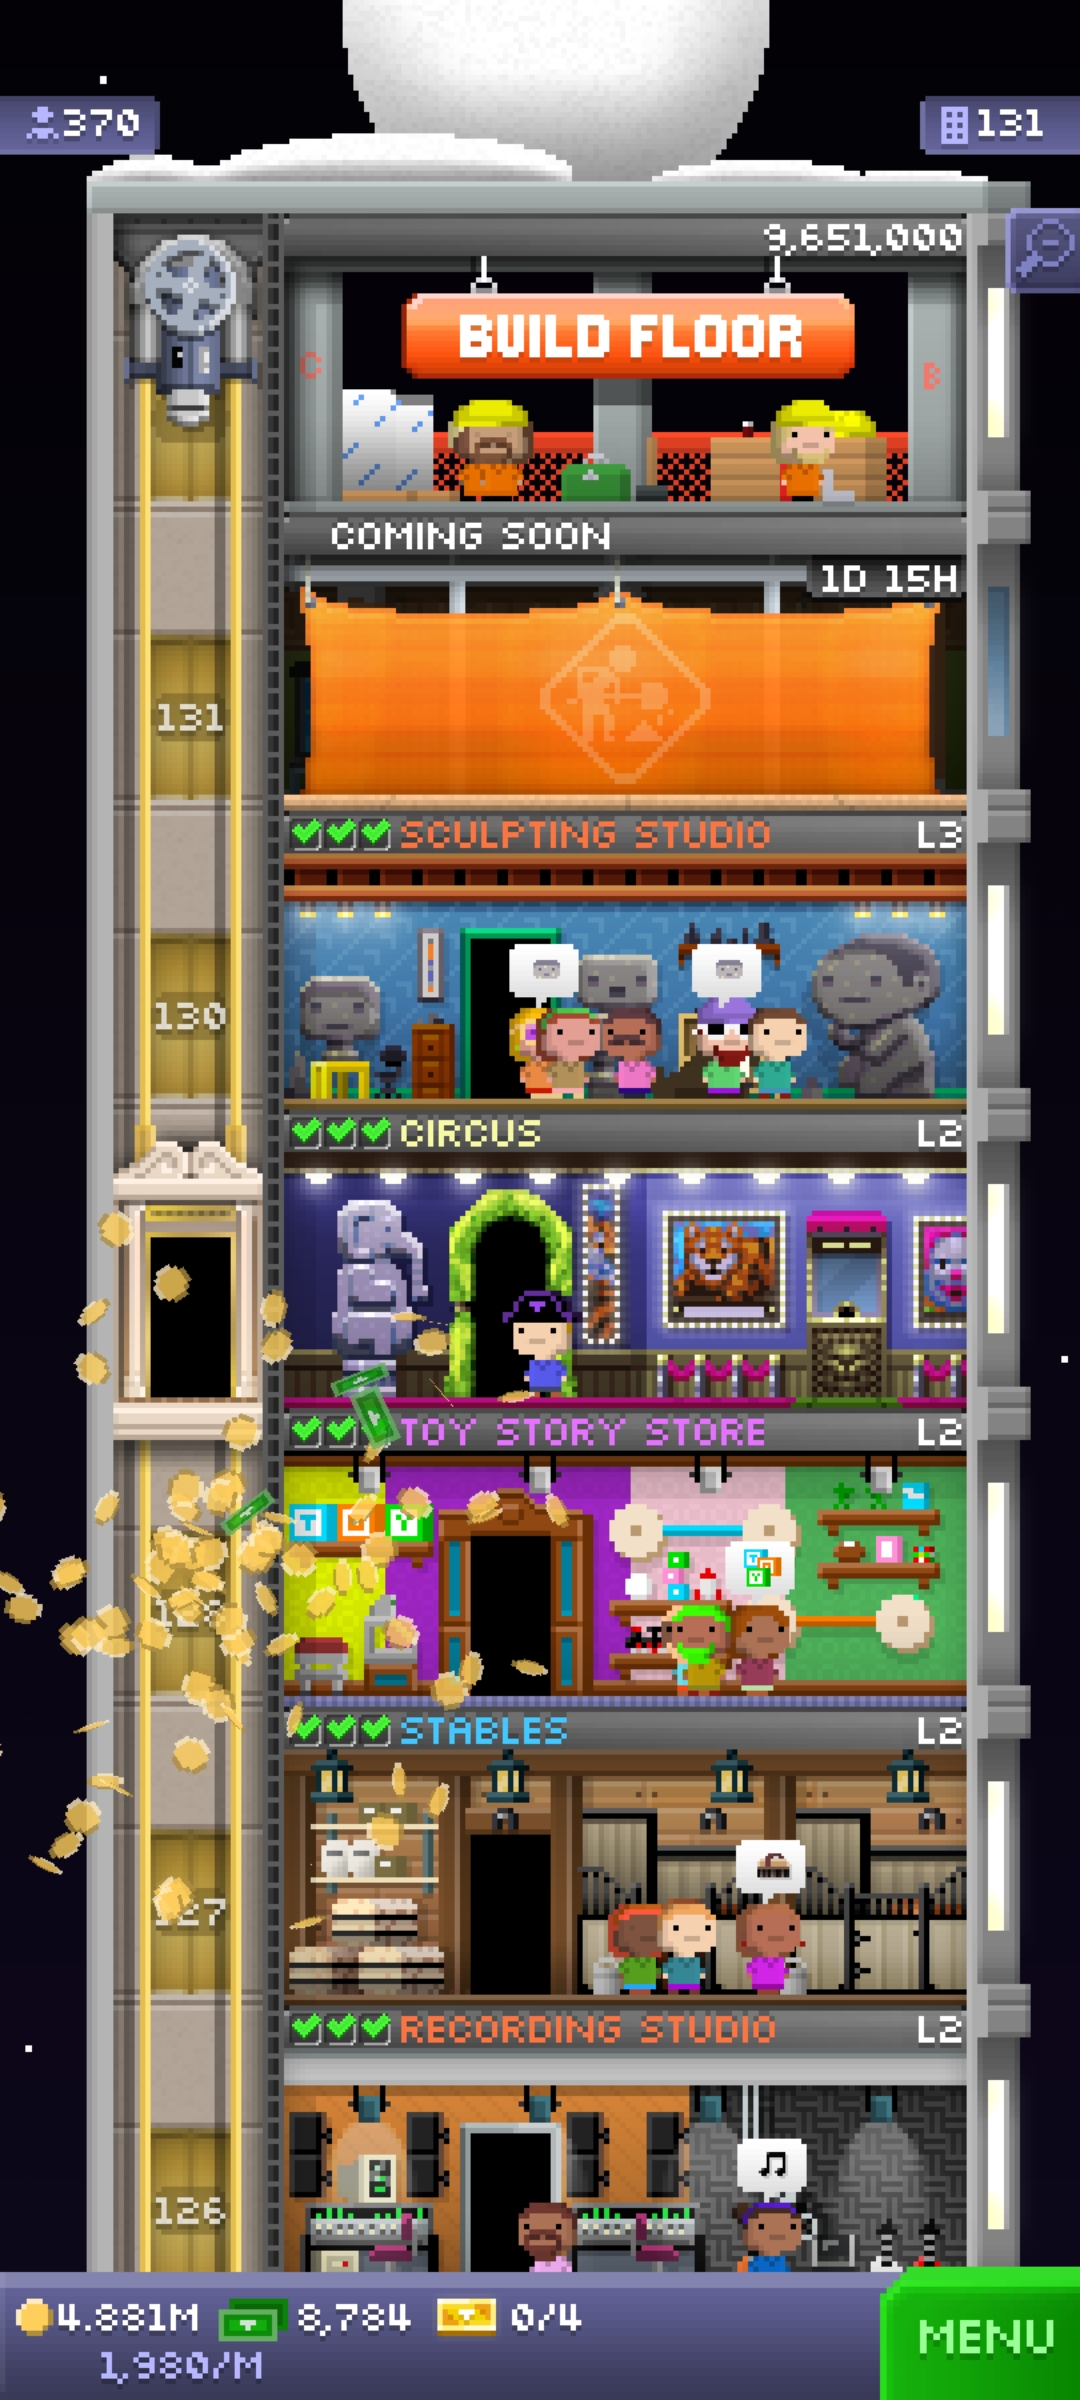 370
131
9,651,000
BUILD FLOOR
C
B
COMING SOON
1D 15H
131
SCULPTING STUDIO L3
130
CIRCUS L2
TOY STORY STORE L2
T O Y
T
Y
STABLES L2
127
RECORDING STUDIO L2
126
4.881M 8,784 0/4
1,980/M
MENU